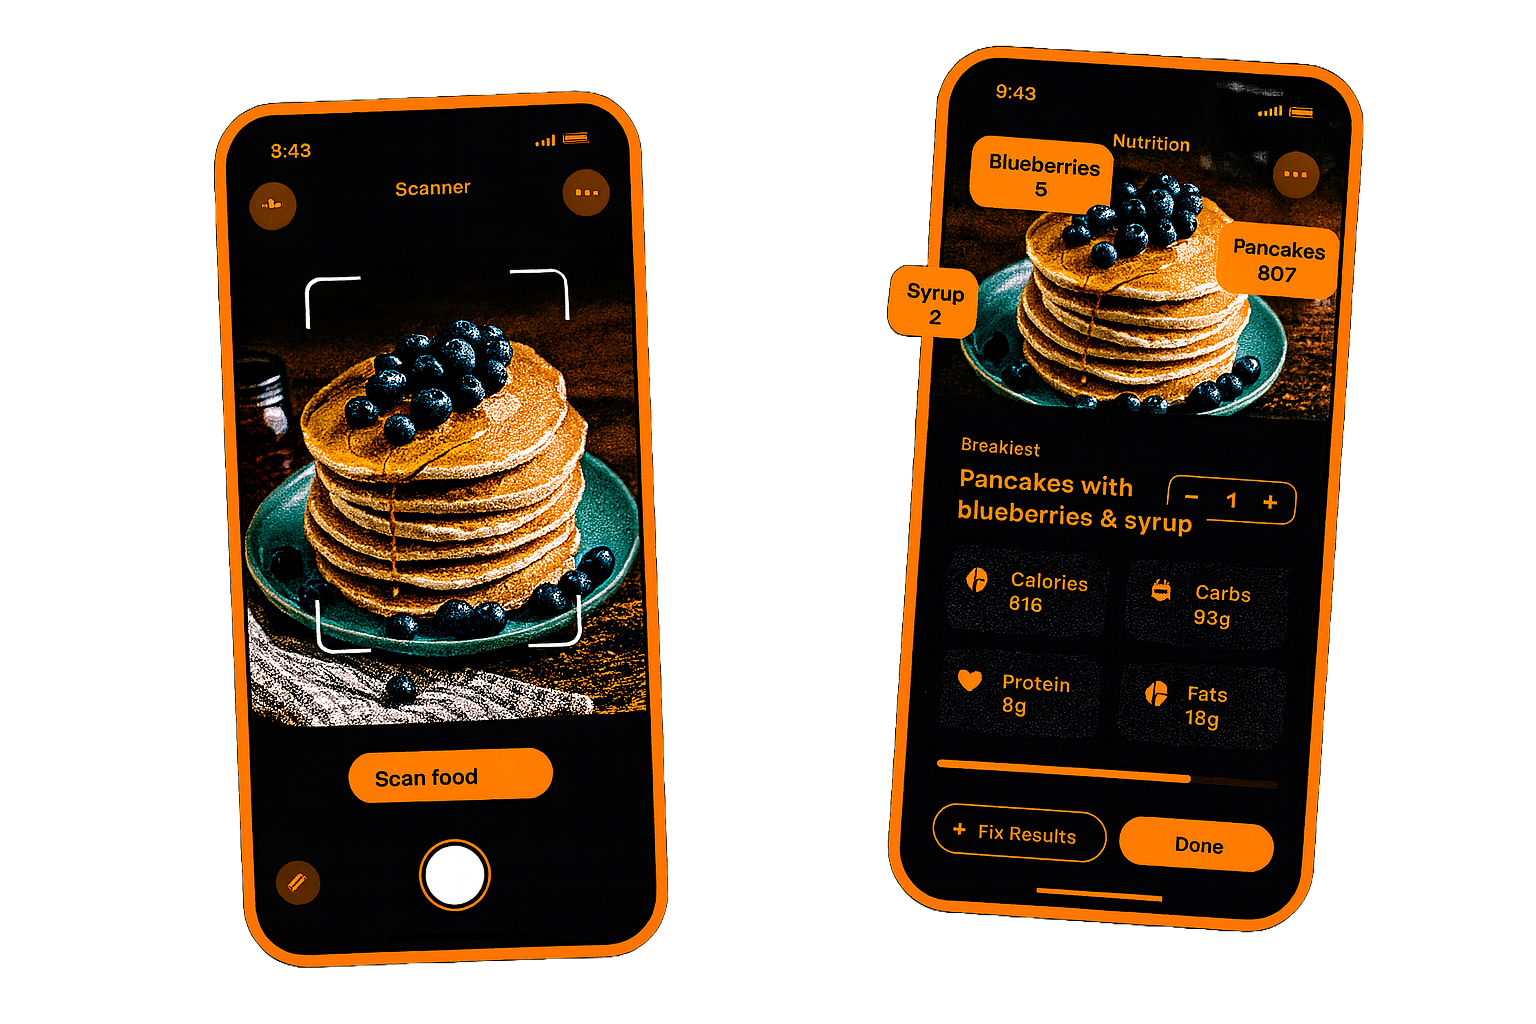 8:43
Scanner
Scan food
9:43
Nutrition
Blueberries
5
Pancakes
807
Syrup
2
Breakiest
Pancakes with
blueberries & syrup
− 1 +
Calories
816
Carbs
93g
Protein
8g
Fats
18g
+ Fix Results
Done